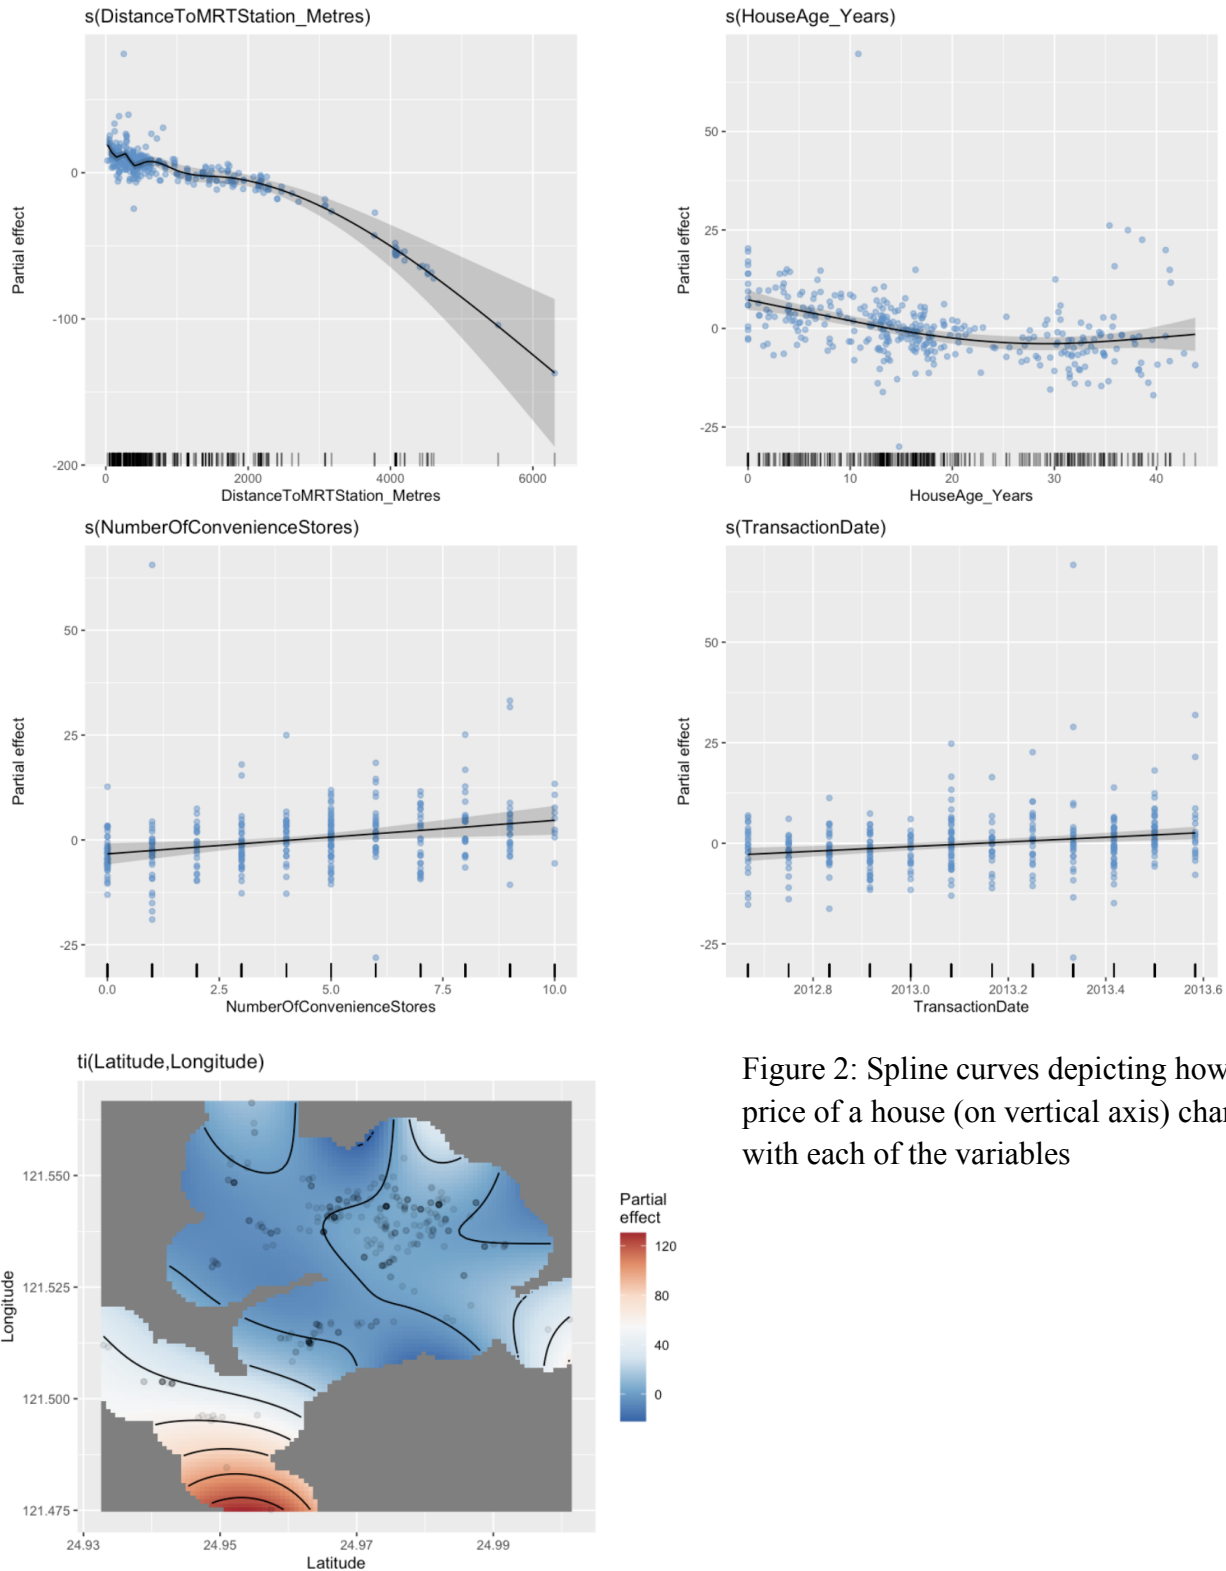 s(DistanceToMRTStation_Metres)
Partial effect
0
-100
-200
0 2000 4000 6000
DistanceToMRTStation_Metres
s(HouseAge_Years)
Partial effect
50
25
0
-25
0 10 20 30 40
HouseAge_Years
s(NumberOfConvenienceStores)
Partial effect
50
25
0
-25
0.0 2.5 5.0 7.5 10.0
NumberOfConvenienceStores
s(TransactionDate)
Partial effect
50
25
0
-25
2012.8 2013.0 2013.2 2013.4 2013.6
TransactionDate
ti(Latitude,Longitude)
Longitude
121.550
121.525
121.500
121.475
24.93 24.95 24.97 24.99
Latitude
Partial
effect
120
80
40
0
Figure 2: Spline curves depicting how
price of a house (on vertical axis)
with each of the variables